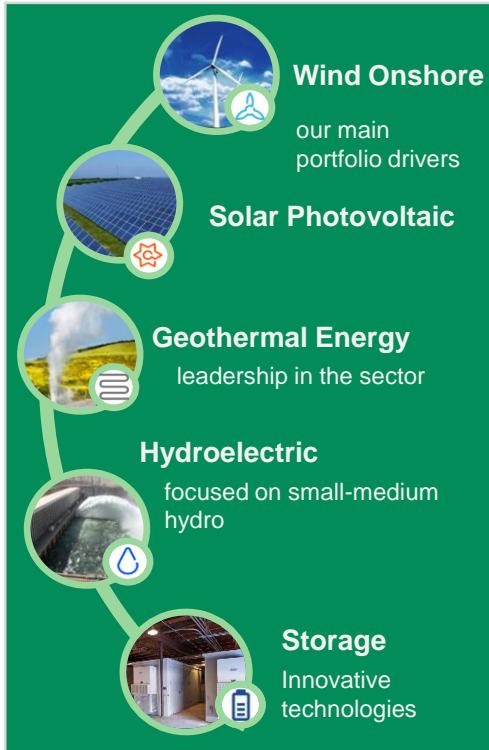 Wind Onshore
our main
portfolio drivers
Solar Photovoltaic
Geothermal Energy
leadership in the sector
Hydroelectric
focused on small-medium
hydro
Storage
Innovative
technologies